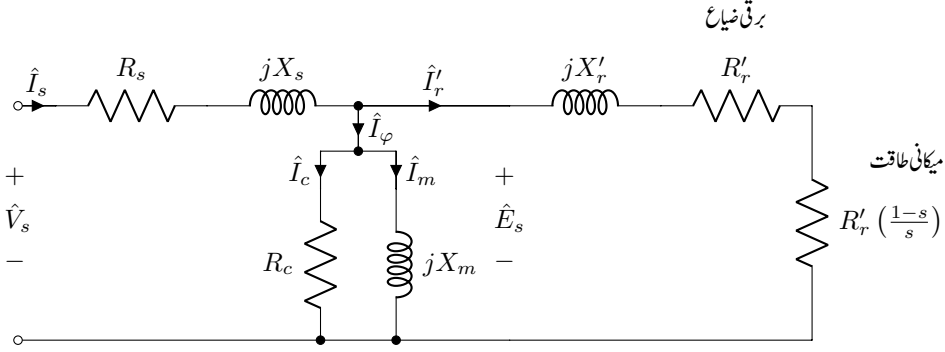 برقی ضیاع
R_s
jX_s
jX'_r
R'_r
Î_s
Î'_r
Î_φ
میکانی طاقت
Î_c
Î_m
+
V̂_s
−
+
Ê_s
−
R'_r ((1−s)/s)
R_c
jX_m